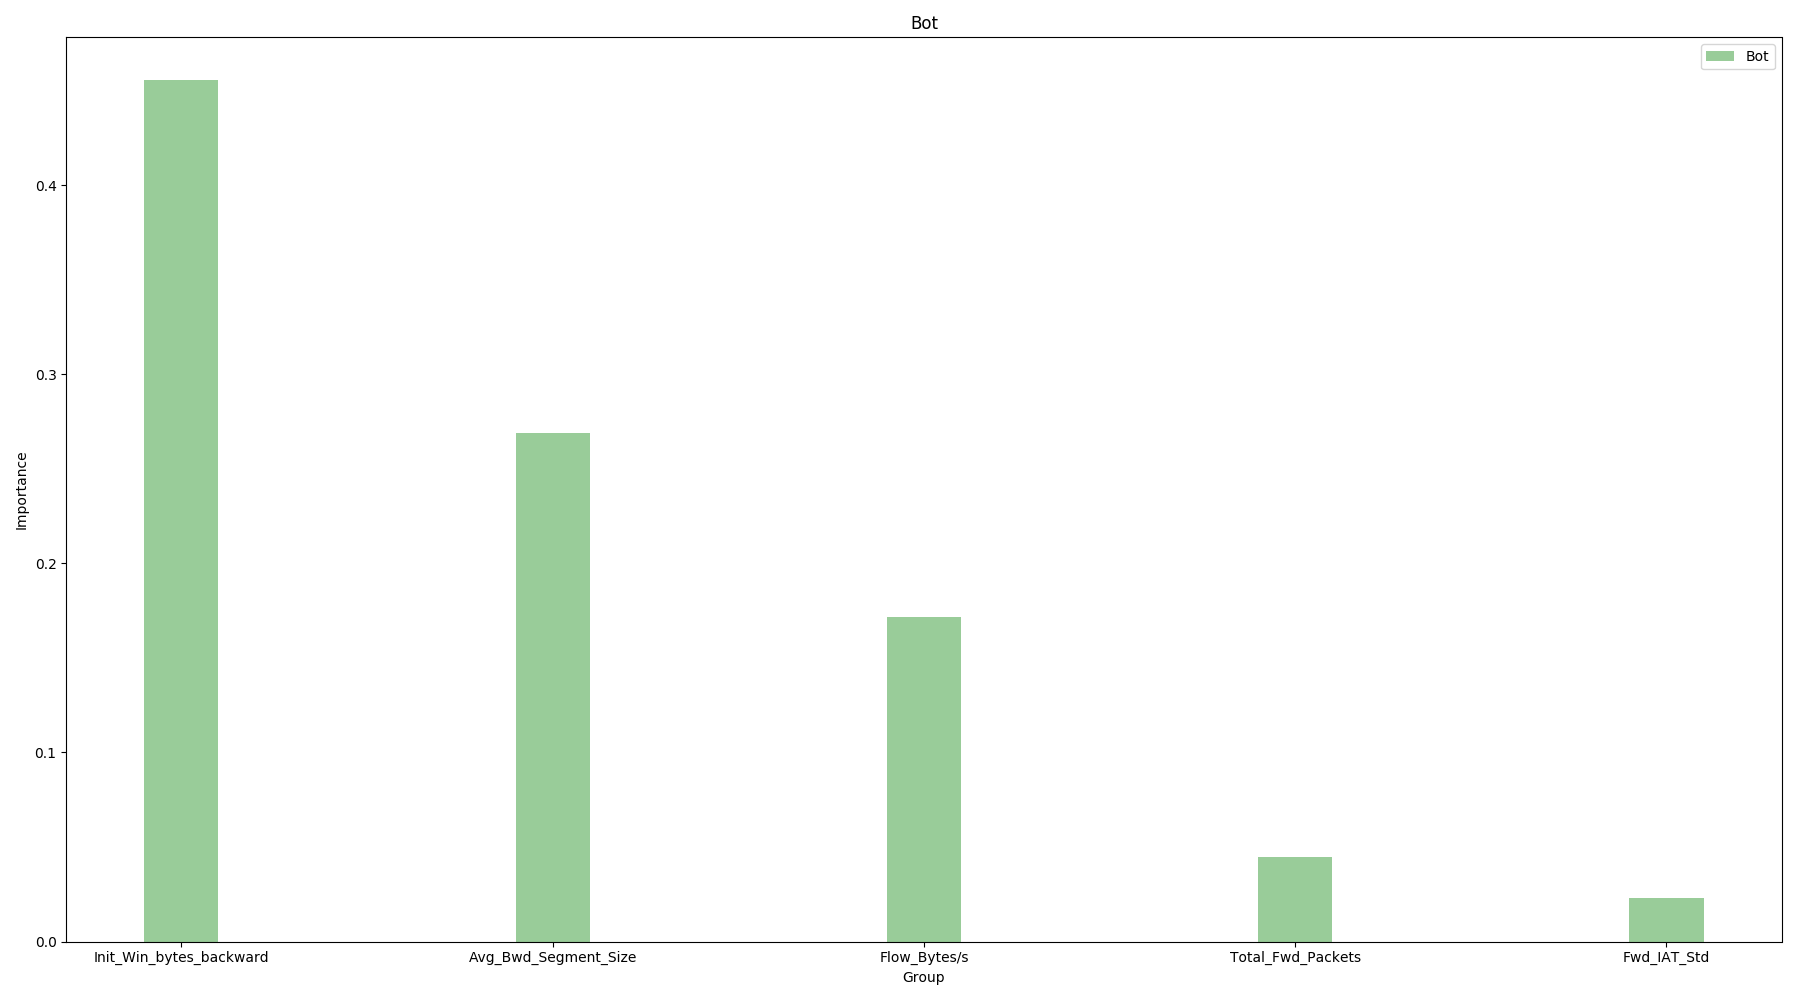 Bot
Bot
0.4
0.3
0.2
0.1
0.0
Importance
Init_Win_bytes_backward
Avg_Bwd_Segment_Size
Flow_Bytes/s
Total_Fwd_Packets
Fwd_IAT_Std
Group